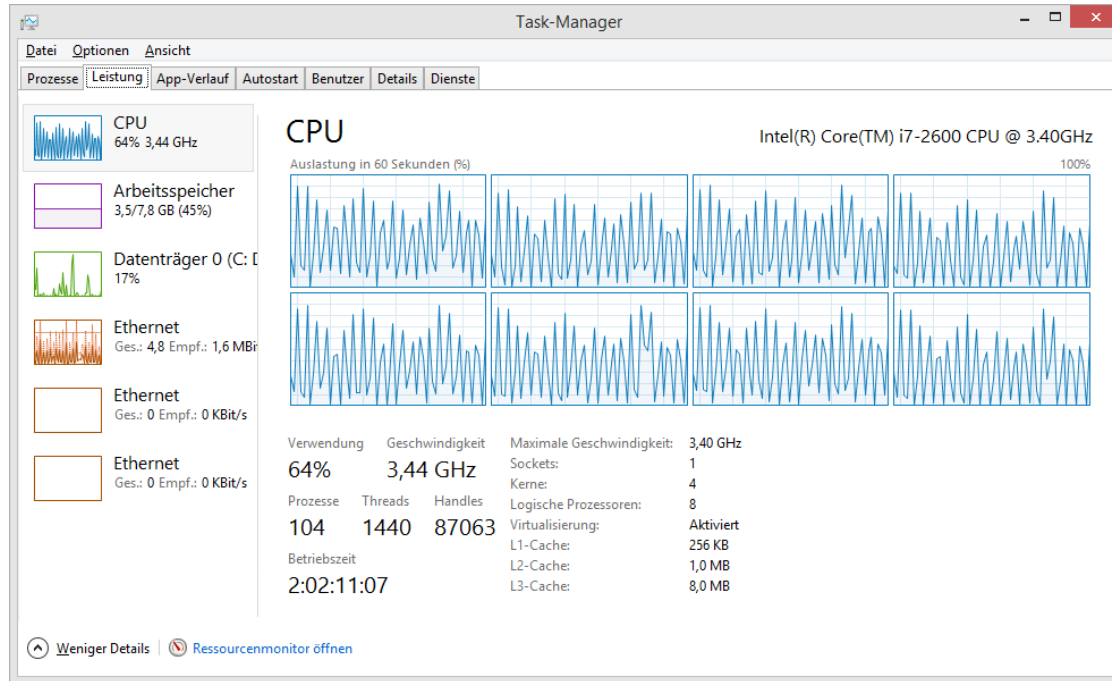 Task-Manager
Datei Optionen Ansicht
Prozesse Leistung App-Verlauf Autostart Benutzer Details Dienste
CPU
64% 3,44 GHz
Arbeitsspeicher
3,5/7,8 GB (45%)
Datenträger 0 (C: D
17%
Ethernet
Ges.: 4,8 Empf.: 1,6 MBit
Ethernet
Ges.: 0 Empf.: 0 KBit/s
Ethernet
Ges.: 0 Empf.: 0 KBit/s
CPU Intel(R) Core(TM) i7-2600 CPU @ 3.40GHz
Auslastung in 60 Sekunden (%) 100%
Verwendung Geschwindigkeit
64% 3,44 GHz
Prozesse Threads Handles
104 1440 87063
Betriebszeit
2:02:11:07
Maximale Geschwindigkeit: 3,40 GHz
Sockets: 1
Kerne: 4
Logische Prozessoren: 8
Virtualisierung: Aktiviert
L1-Cache: 256 KB
L2-Cache: 1,0 MB
L3-Cache: 8,0 MB
Weniger Details Ressourcenmonitor öffnen